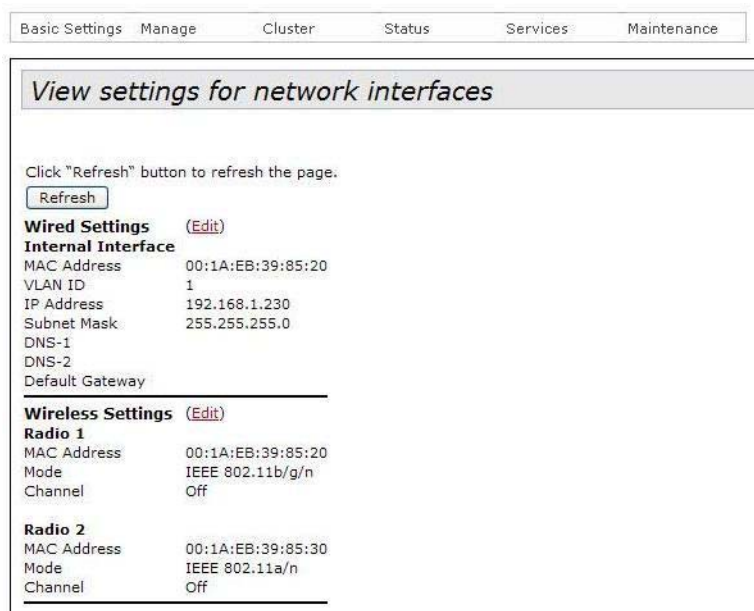 Basic Settings Manage Cluster Status Services Maintenance
View settings for network interfaces
Click "Refresh" button to refresh the page.
Refresh
Wired Settings (Edit)
Internal Interface
MAC Address 00:1A:EB:39:85:20
VLAN ID 1
IP Address 192.168.1.230
Subnet Mask 255.255.255.0
DNS-1
DNS-2
Default Gateway
Wireless Settings (Edit)
Radio 1
MAC Address 00:1A:EB:39:85:20
Mode IEEE 802.11b/g/n
Channel Off
Radio 2
MAC Address 00:1A:EB:39:85:30
Mode IEEE 802.11a/n
Channel Off